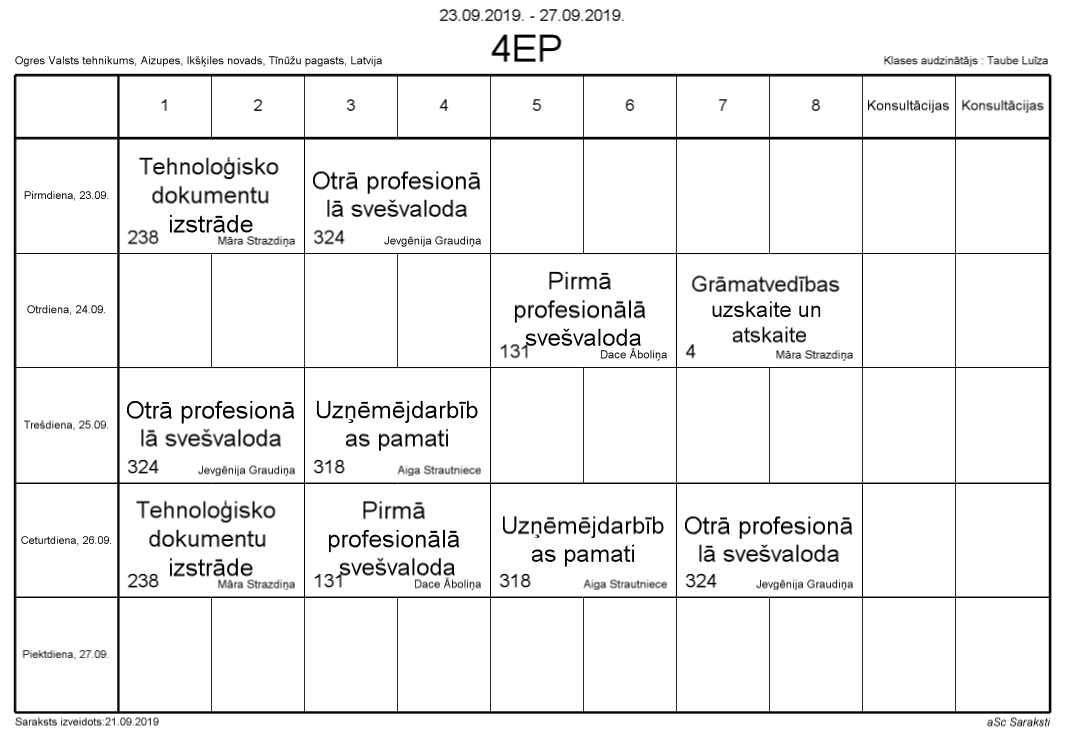 23.09.2019. - 27.09.2019.
4EP
Ogres Valsts tehnikums, Aizupes, Ikšķiles novads, Tīnūžu pagasts, Latvija
Klases audzinātājs : Taube Luīza
1 2 3 4 5 6 7 8 Konsultācijas Konsultācijas
Pirmdiena, 23.09.
Tehnoloģisko
dokumentu
izstrāde
238 Māra Strazdiņa
Otrā profesionā
lā svešvaloda
324 Jevgēnija Graudiņa
Otrdiena, 24.09.
Pirmā
profesionālā
svešvaloda
131 Dace Āboliņa
Grāmatvedības
uzskaite un
atskaite
4 Māra Strazdiņa
Trešdiena, 25.09.
Otrā profesionā
lā svešvaloda
324 Jevgēnija Graudiņa
Uzņēmējdarbīb
as pamati
318 Aiga Strautniece
Ceturtdiena, 26.09.
Tehnoloģisko
dokumentu
izstrāde
238 Māra Strazdiņa
Pirmā
profesionālā
svešvaloda
131 Dace Āboliņa
Uzņēmējdarbīb
as pamati
318 Aiga Strautniece
Otrā profesionā
lā svešvaloda
324 Jevgēnija Graudiņa
Piektdiena, 27.09.
Saraksts izveidots:21.09.2019
aSc Saraksti